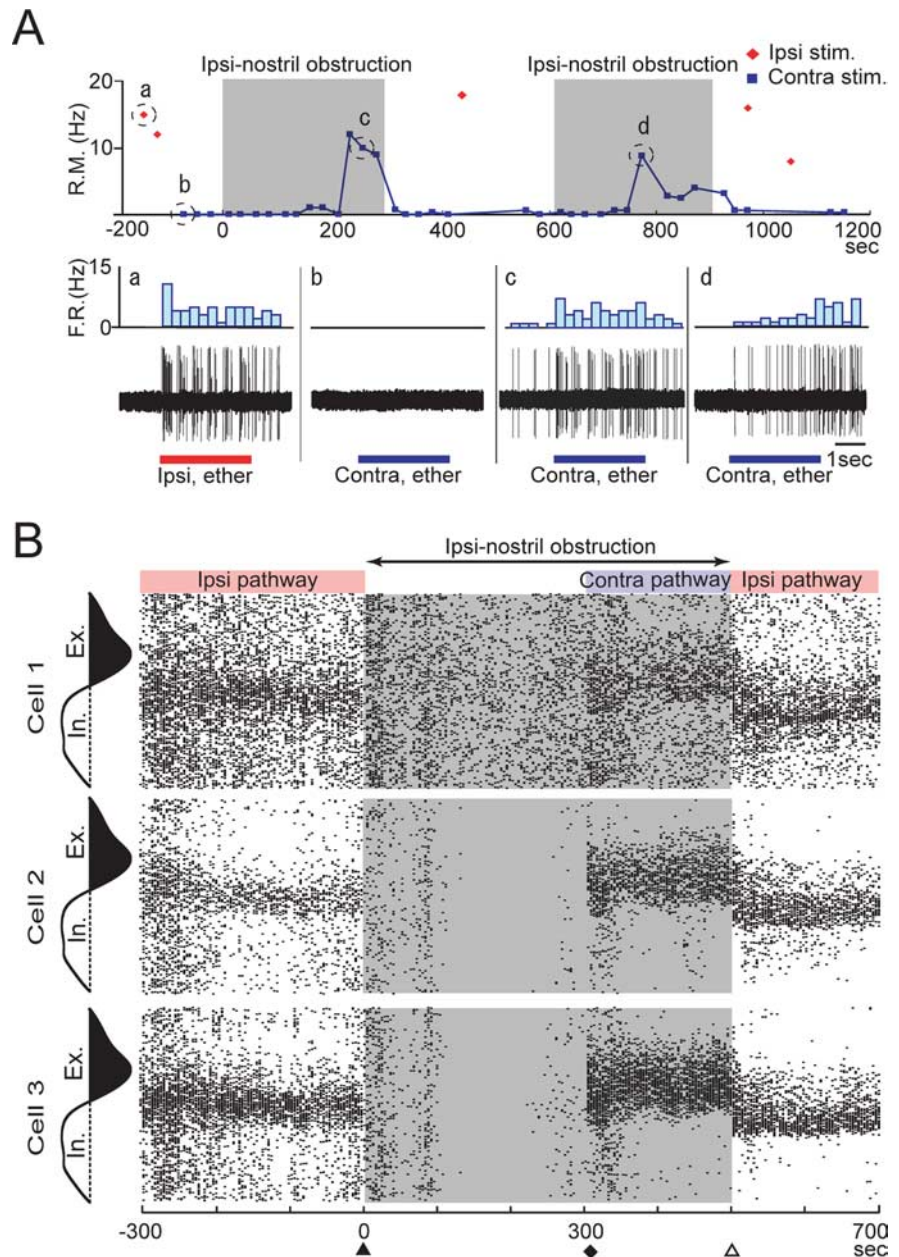 A
Ipsi-nostril obstruction
Ipsi-nostril obstruction
Ipsi stim.
Contra stim.
R.M. (Hz)
20
10
a
b
c
d
-200 0 200 400 600 800 1000 1200
sec
F.R.(Hz)
15
0
a
b
c
d
Ipsi, ether
Contra, ether
Contra, ether
Contra, ether
1sec
B
Ipsi-nostril obstruction
Ipsi pathway
Contra pathway
Ipsi pathway
Cell 1
Ex.
In.
Cell 2
Ex.
In.
Cell 3
Ex.
In.
-300 0 300 700
sec